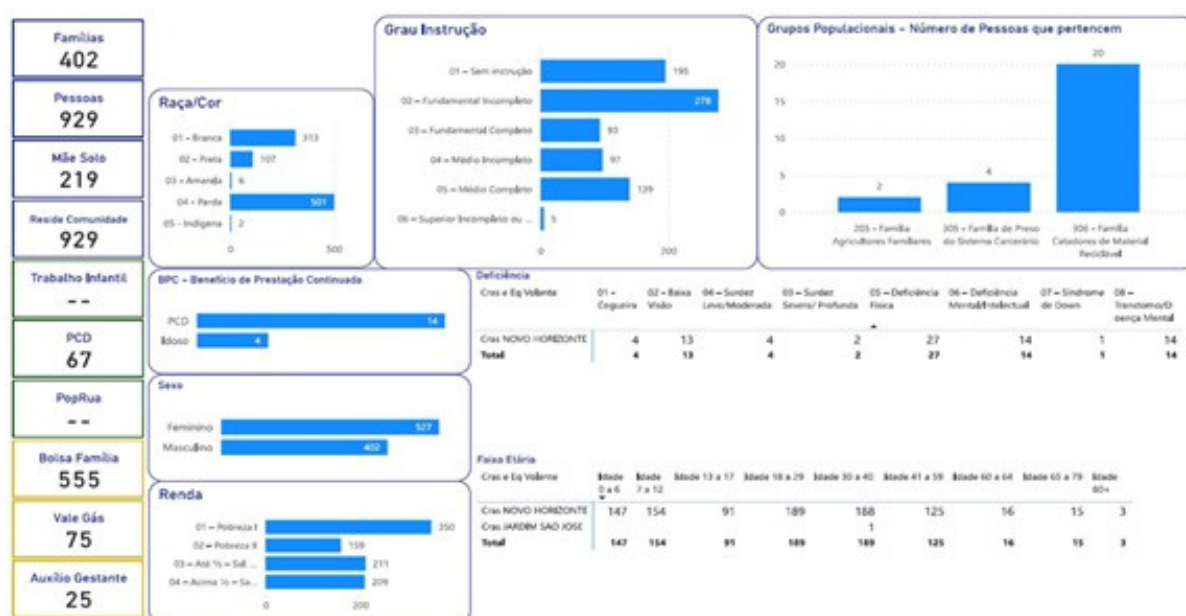 Famílias
402
Pessoas
929
Mãe Solo
219
Reside Comunidade
929
Trabalho Infantil
--
PCD
67
PopRua
--
Bolsa Família
555
Vale Gás
75
Auxílio Gestante
25
Raça/Cor
01 - Branca 313
02 - Preta 107
03 - Amarela 6
04 - Parda 501
05 - Indígena 2
0 500
Grau Instrução
01 - Sem instrução 195
02 - Fundamental Incompleto 278
03 - Fundamental Completo 93
04 - Médio Incompleto 97
05 - Médio Completo 139
06 - Superior Incompleto ou ... 5
0 200
Grupos Populacionais - Número de Pessoas que pertencem
20
15
10
5
0
2 4 20
205 - Família Agricultores Familiares
305 - Família de Preso do Sistema Carcerário
306 - Família Catadores de Material Reciclável
BPC - Benefício de Prestação Continuada
PCD 14
Idoso 4
Sexo
Feminino 527
Masculino 402
Renda
01 - Pobreza I 350
02 - Pobreza II 159
03 - Até ½ - Sal. ... 211
04 - Acima ½ - Sa... 209
0 200
Deficiência
Cras e Eq Volante 01 - Cegueira 02 - Baixa Visão 04 - Surdez Leve/Moderada 03 - Surdez Severa/ Profunda 05 - Deficiência Física 06 - Deficiência Mental/Intelectual 07 - Síndrome de Down 08 - Transtorno/D oença Mental
Cras NOVO HORIZONTE 4 13 4 2 27 14 1 14
Total 4 13 4 2 27 14 1 14
Faixa Etária
Cras e Eq Volante Idade 0 a 6 Idade 7 a 12 Idade 13 a 17 Idade 18 a 29 Idade 30 a 40 Idade 41 a 59 Idade 60 a 64 Idade 65 a 79 Idade 80+
Cras NOVO HORIZONTE 147 154 91 189 188 125 16 15 3
Cras JARDIM SAO JOSE 1
Total 147 154 91 189 189 125 16 15 3